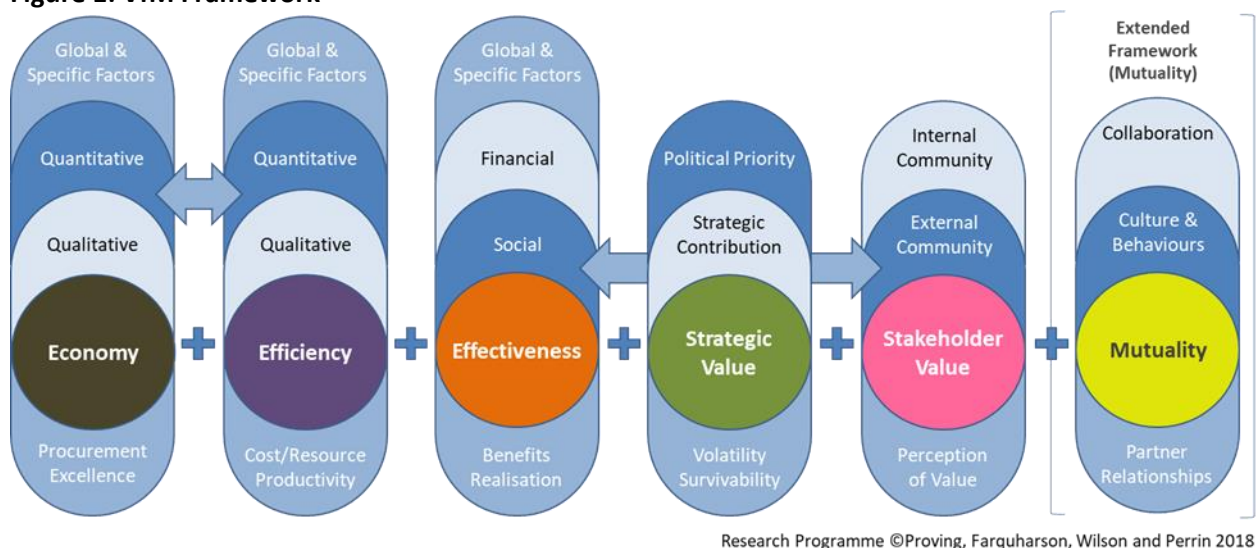 Figure VfM Framework
Global &
Specific Factors
Quantitative
Qualitative
Economy
Procurement
Excellence
Global &
Specific Factors
Quantitative
Qualitative
Efficiency
Cost/Resource
Productivity
Global &
Specific Factors
Financial
Social
Effectiveness
Benefits
Realisation
Political Priority
Strategic
Contribution
Strategic
Value
Volatility
Survivability
Internal
Community
External
Community
Stakeholder
Value
Perception
of Value
Extended
Framework
(Mutuality)
Collaboration
Culture &
Behaviours
Mutuality
Partner
Relationships
Research Programme ©Proving, Farquharson, Wilson and Perrin 2018